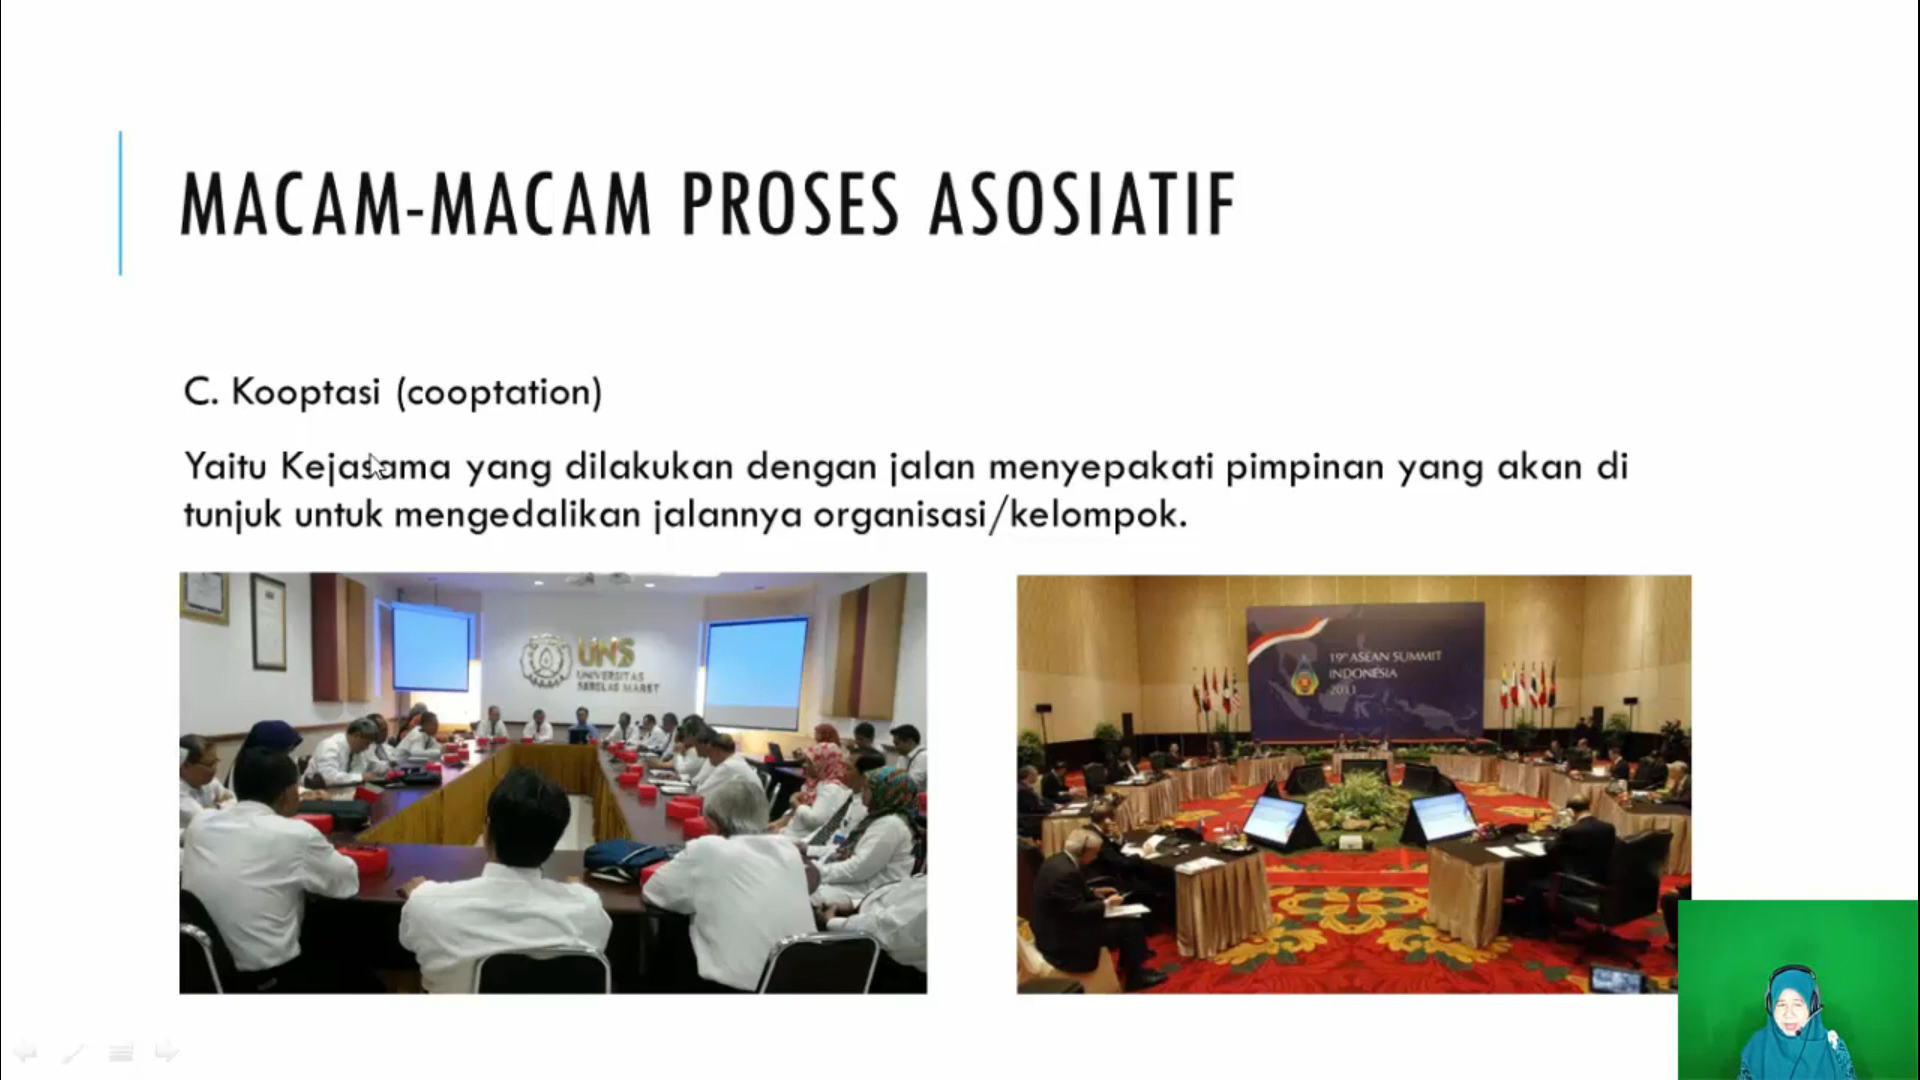 MACAM-MACAM PROSES ASOSIATIF
C. Kooptasi (cooptation)
Yaitu Kejasama yang dilakukan dengan jalan menyepakati pimpinan yang akan di
tunjuk untuk mengedalikan jalannya organisasi/kelompok.
UNS
UNIVERSITAS
SEBELAS MARET
19th ASEAN SUMMIT
INDONESIA
2011